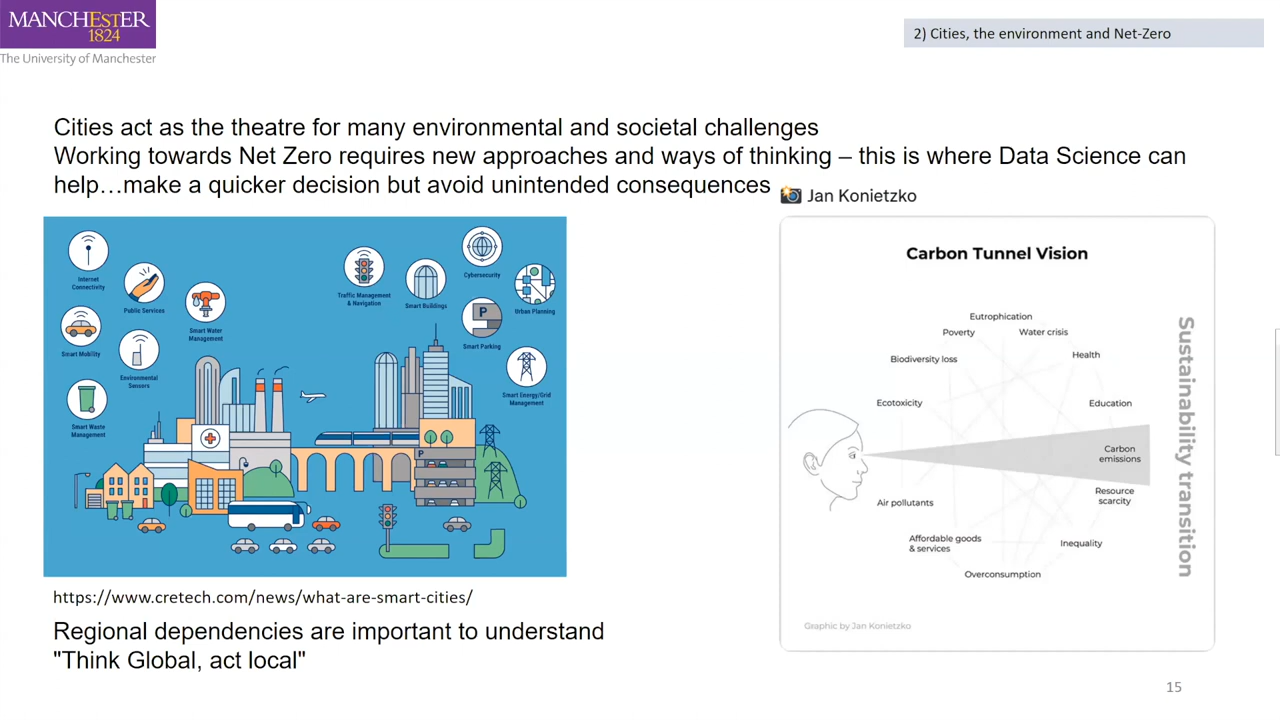 MANCHESTER
1824
The University of Manchester
2) Cities, the environment and Net-Zero
Cities act as the theatre for many environmental and societal challenges
Working towards Net Zero requires new approaches and ways of thinking – this is where Data Science can
help…make a quicker decision but avoid unintended consequences
Jan Konietzko
Internet
Connectivity
Public Services
Smart Water
Management
Smart Mobility
Environmental
Sensors
Smart Waste
Management
Traffic Management
& Navigation
Smart Buildings
Cybersecurity
Urban Planning
P
Smart Parking
Smart Energy/Grid
Management
P
https://www.cretech.com/news/what-are-smart-cities/
Regional dependencies are important to understand
"Think Global, act local"
Carbon Tunnel Vision
Eutrophication
Poverty
Water crisis
Biodiversity loss
Health
Ecotoxicity
Education
Carbon
emissions
Air pollutants
Resource
scarcity
Affordable goods
& services
Inequality
Overconsumption
Sustainability transition
Graphic by Jan Konietzko
15